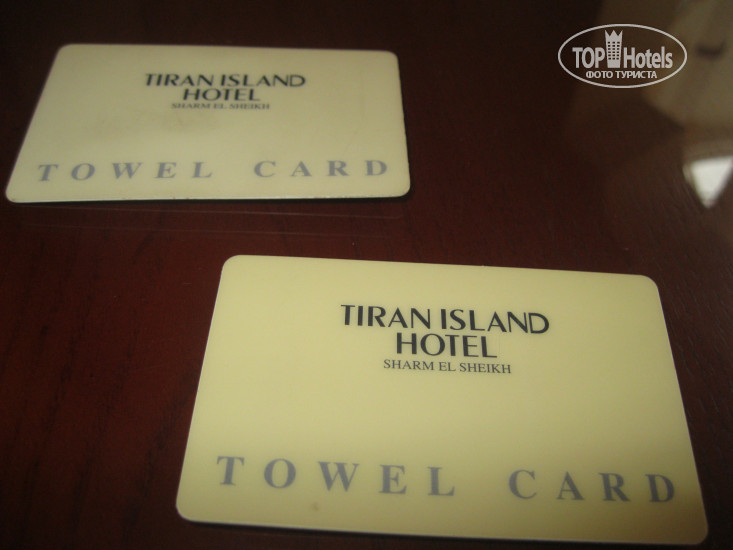 TOP Hotels
ФОТО ТУРИСТА
TIRAN ISLAND
HOTEL
SHARM EL SHEIKH
TOWEL CARD
TIRAN ISLAND
HOTEL
SHARM EL SHEIKH
TOWEL CARD